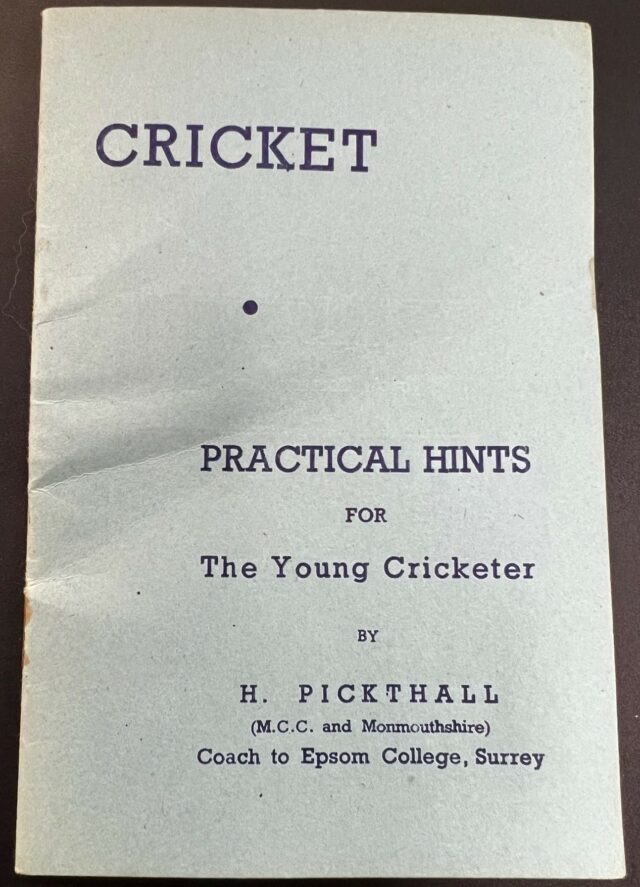 CRICKET
PRACTICAL HINTS
FOR
The Young Cricketer
BY
H. PICKTHALL
(M.C.C. and Monmouthshire)
Coach to Epsom College, Surrey